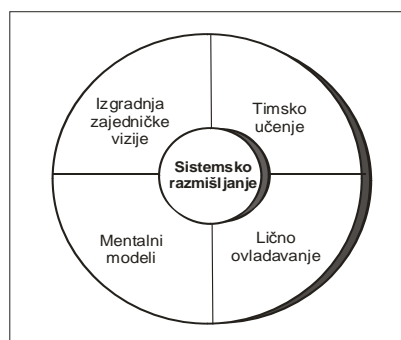 Izgradnja
zajedničke
vizije
Timsko
učenje
Sistemsko
razmišljanje
Mentalni
modeli
Lično
ovladavanje